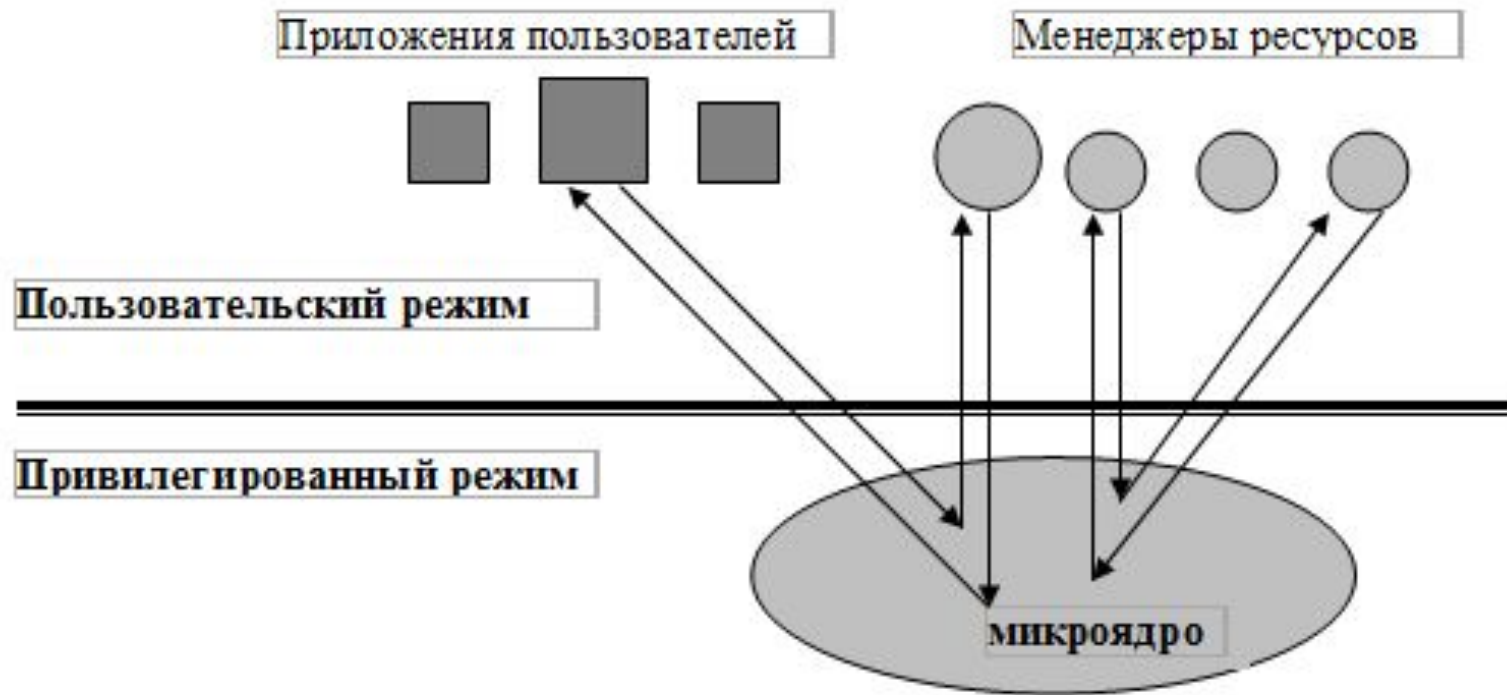 Приложения пользователей
Менеджеры ресурсов
Пользовательский режим
Привилегированный режим
микроядро